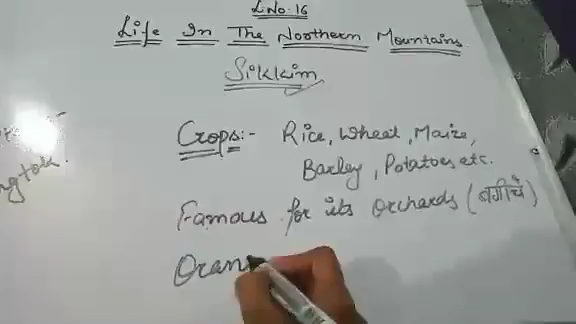 L.No:16
Life In The Noothern Mountains
Sikkim
Crops:- Rice, Wheat, Maize,
Barley, Potatoes etc.
Famous for its Orchards (बगीचे)
Oran